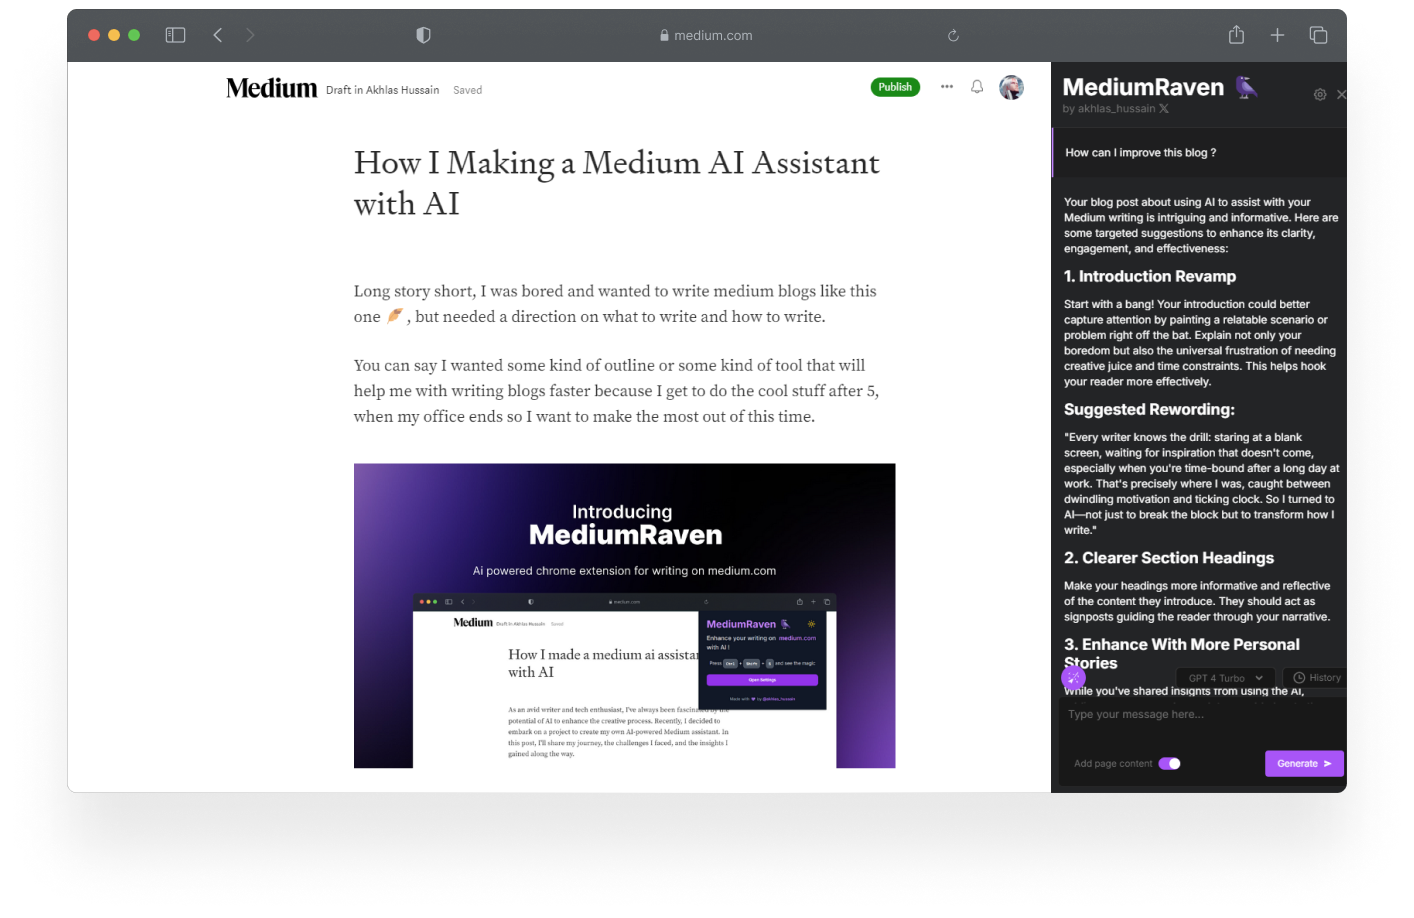 medium.com
Medium Draft in Akhlas Hussain Saved
Publish
How I Making a Medium AI Assistant
with AI
Long story short, I was bored and wanted to write medium blogs like this
one 🪶 , but needed a direction on what to write and how to write.
You can say I wanted some kind of outline or some kind of tool that will
help me with writing blogs faster because I get to do the cool stuff after 5,
when my office ends so I want to make the most out of this time.
Introducing
MediumRaven
Ai powered chrome extension for writing on medium.com
medium.com
Medium Draft in Akhlas Hussain Saved
How I made a medium ai assistan
with AI
As an avid writer and tech enthusiast, I've always been fascinated by the
potential of AI to enhance the creative process. Recently, I decided to
embark on a project to create my own AI-powered Medium assistant. In
this post, I'll share my journey, the challenges I faced, and the insights I
gained along the way.
MediumRaven
Enhance your writing on medium.com
with AI !
Press Ctrl + Shift + and see the magic
Open Settings
Made with by @akhlas_hussain
MediumRaven
by akhlas_hussain X
How can I improve this blog ?
Your blog post about using AI to assist with your
Medium writing is intriguing and informative. Here are
some targeted suggestions to enhance its clarity,
engagement, and effectiveness:
1. Introduction Revamp
Start with a bang! Your introduction could better
capture attention by painting a relatable scenario or
problem right off the bat. Explain not only your
boredom but also the universal frustration of needing
creative juice and time constraints. This helps hook
your reader more effectively.
Suggested Rewording:
"Every writer knows the drill: staring at a blank
screen, waiting for inspiration that doesn't come,
especially when you're time-bound after a long day at
work. That's precisely where I was, caught between
dwindling motivation and ticking clock. So I turned to
AI—not just to break the block but to transform how I
write."
2. Clearer Section Headings
Make your headings more informative and reflective
of the content they introduce. They should act as
signposts guiding the reader through your narrative.
3. Enhance With More Personal
Stories
GPT 4 Turbo
History
While you've shared insights from using the AI,
Type your message here...
Add page content
Generate